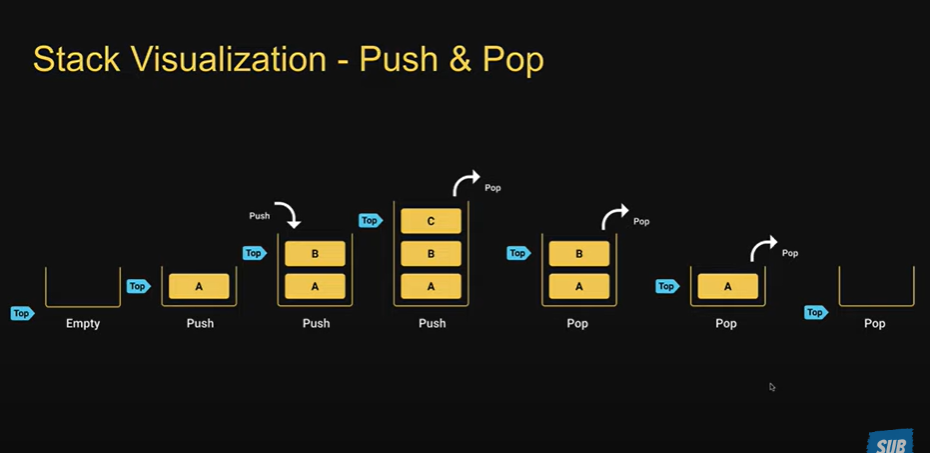 Stack Visualization - Push & Pop
Top
Empty
Top
A
Push
Push
Top
B
A
Push
Pop
Top
C
B
A
Push
Pop
Top
B
A
Pop
Pop
Top
A
Pop
Top
Pop
SUB